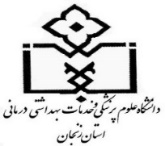 دانشگاه علوم پزشکی و خدمات بهداشتی درمانی
استان زنجان